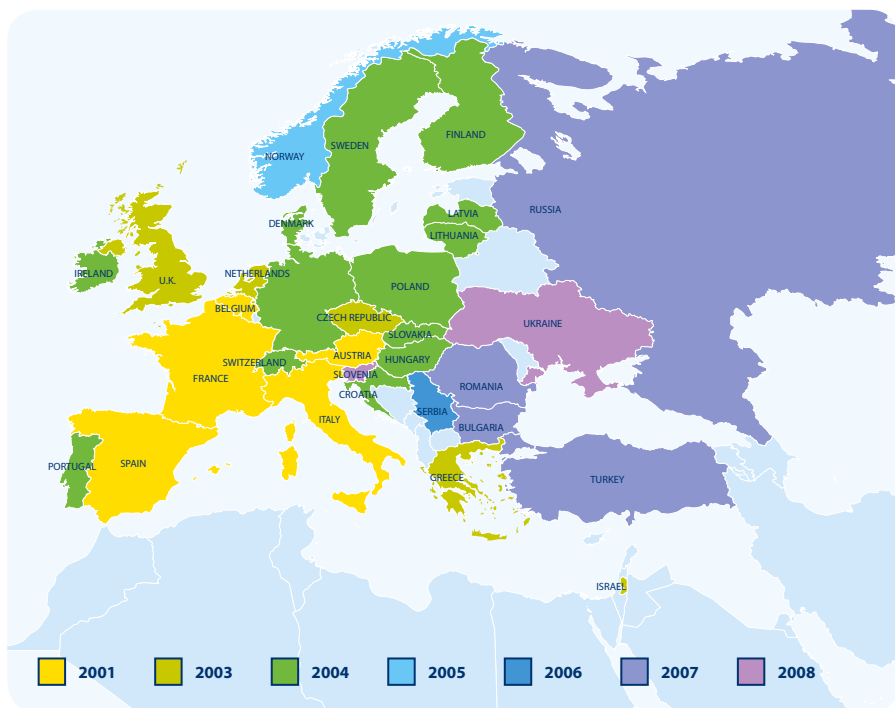 NORWAY
SWEDEN
FINLAND
RUSSIA
LATVIA
DENMARK
LITHUANIA
IRELAND
U.K.
NETHERLANDS
POLAND
BELGIUM
CZECH REPUBLIC
UKRAINE
SLOVAKIA
AUSTRIA
HUNGARY
SWITZERLAND
FRANCE
SLOVENIA
ROMANIA
CROATIA
SERBIA
ITALY
BULGARIA
PORTUGAL
SPAIN
GREECE
TURKEY
ISRAEL
2001 2003 2004 2005 2006 2007 2008